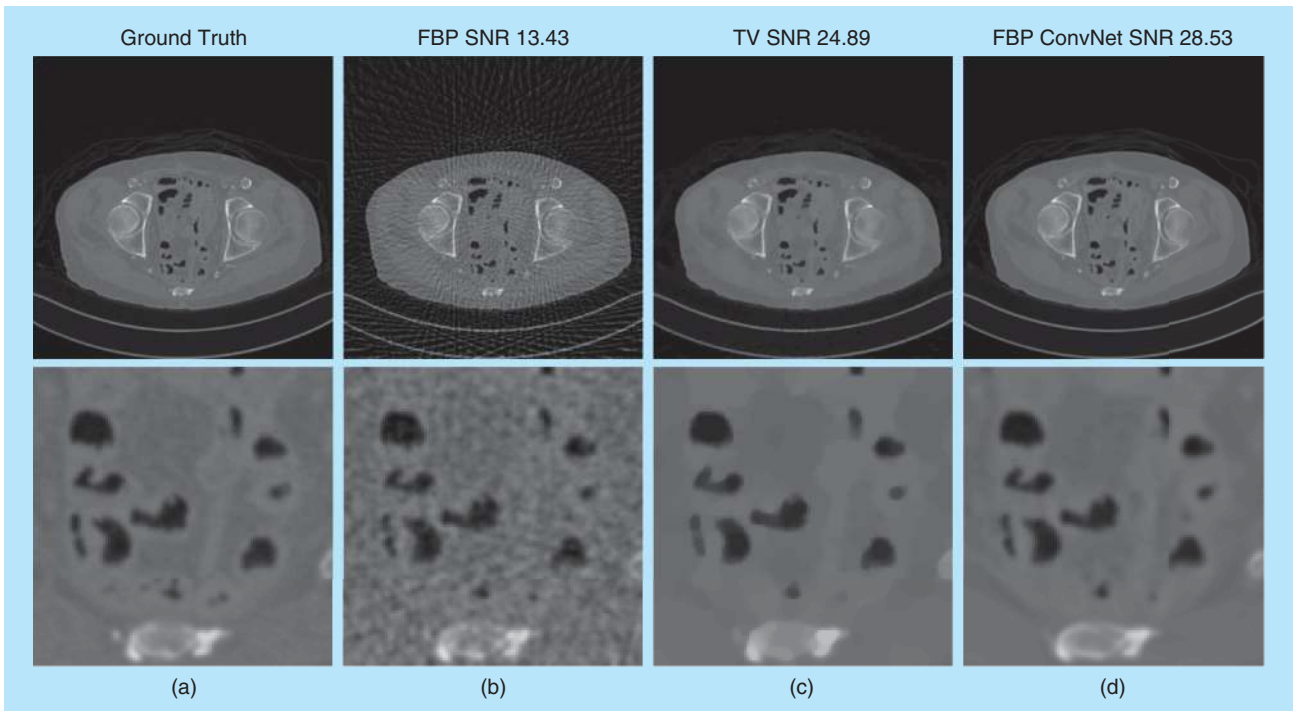 Ground Truth
FBP SNR 13.43
TV SNR 24.89
FBP ConvNet SNR 28.53
(a)
(b)
(c)
(d)